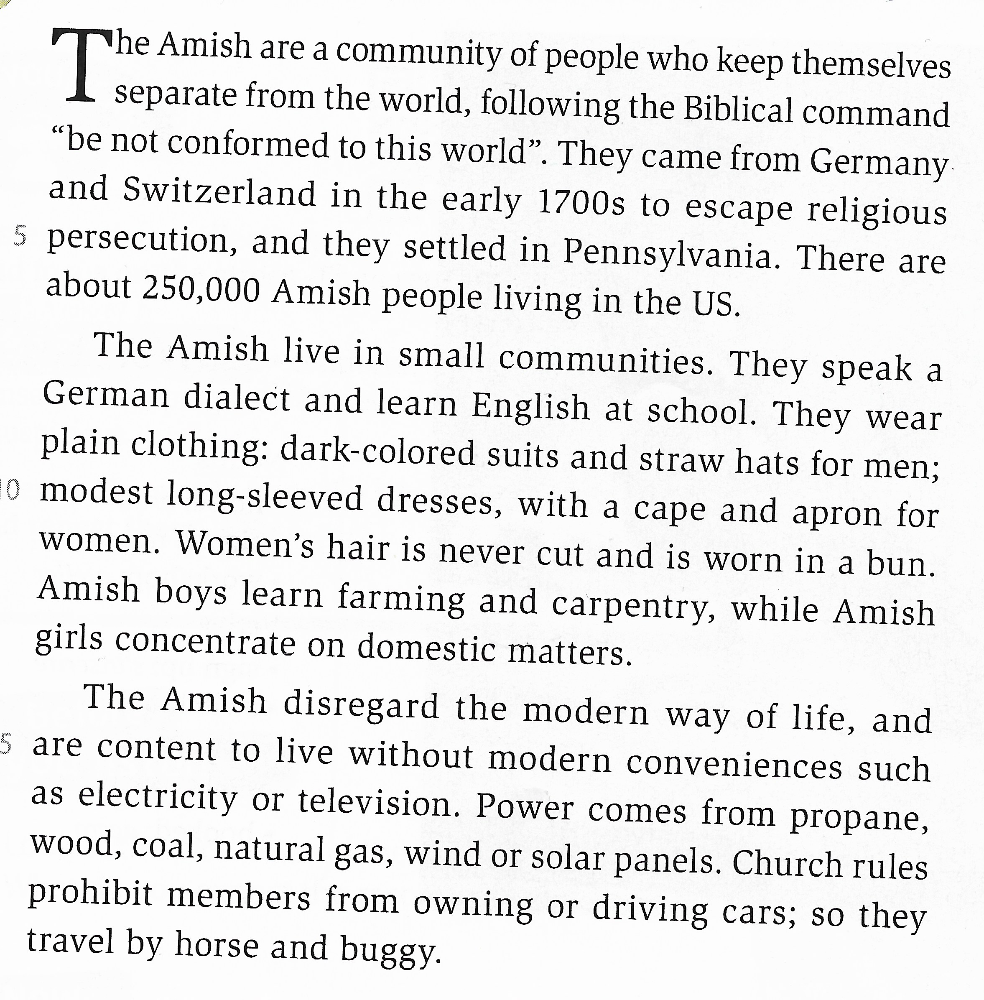 The Amish are a community of people who keep themselves
separate from the world, following the Biblical command
“be not conformed to this world”. They came from Germany
and Switzerland in the early 1700s to escape religious
5 persecution, and they settled in Pennsylvania. There are
about 250,000 Amish people living in the US.
The Amish live in small communities. They speak a
German dialect and learn English at school. They wear
plain clothing: dark-colored suits and straw hats for men;
10 modest long-sleeved dresses, with a cape and apron for
women. Women’s hair is never cut and is worn in a bun.
Amish boys learn farming and carpentry, while Amish
girls concentrate on domestic matters.
The Amish disregard the modern way of life, and
5 are content to live without modern conveniences such
as electricity or television. Power comes from propane,
wood, coal, natural gas, wind or solar panels. Church rules
prohibit members from owning or driving cars; so they
travel by horse and buggy.